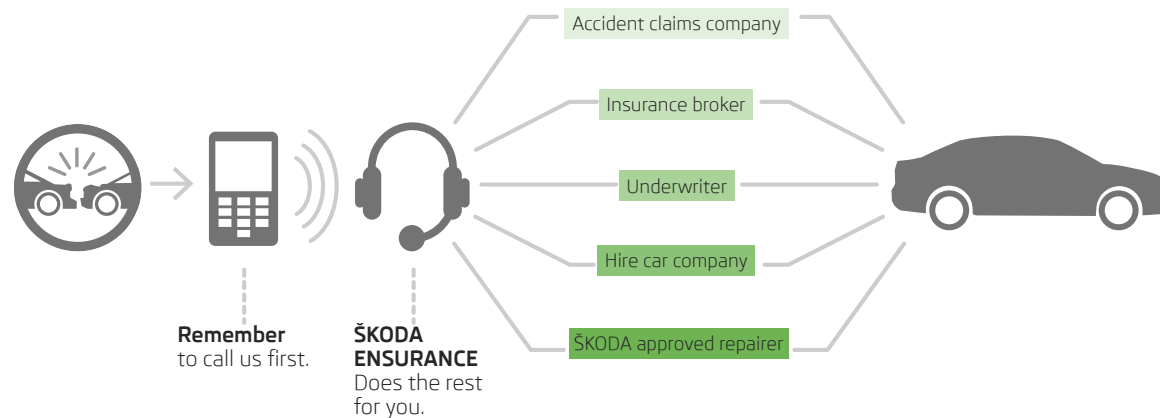 Accident claims company
Insurance broker
Underwriter
Hire car company
ŠKODA approved repairer
Remember
to call us first.
ŠKODA
ENSURANCE
Does the rest
for you.